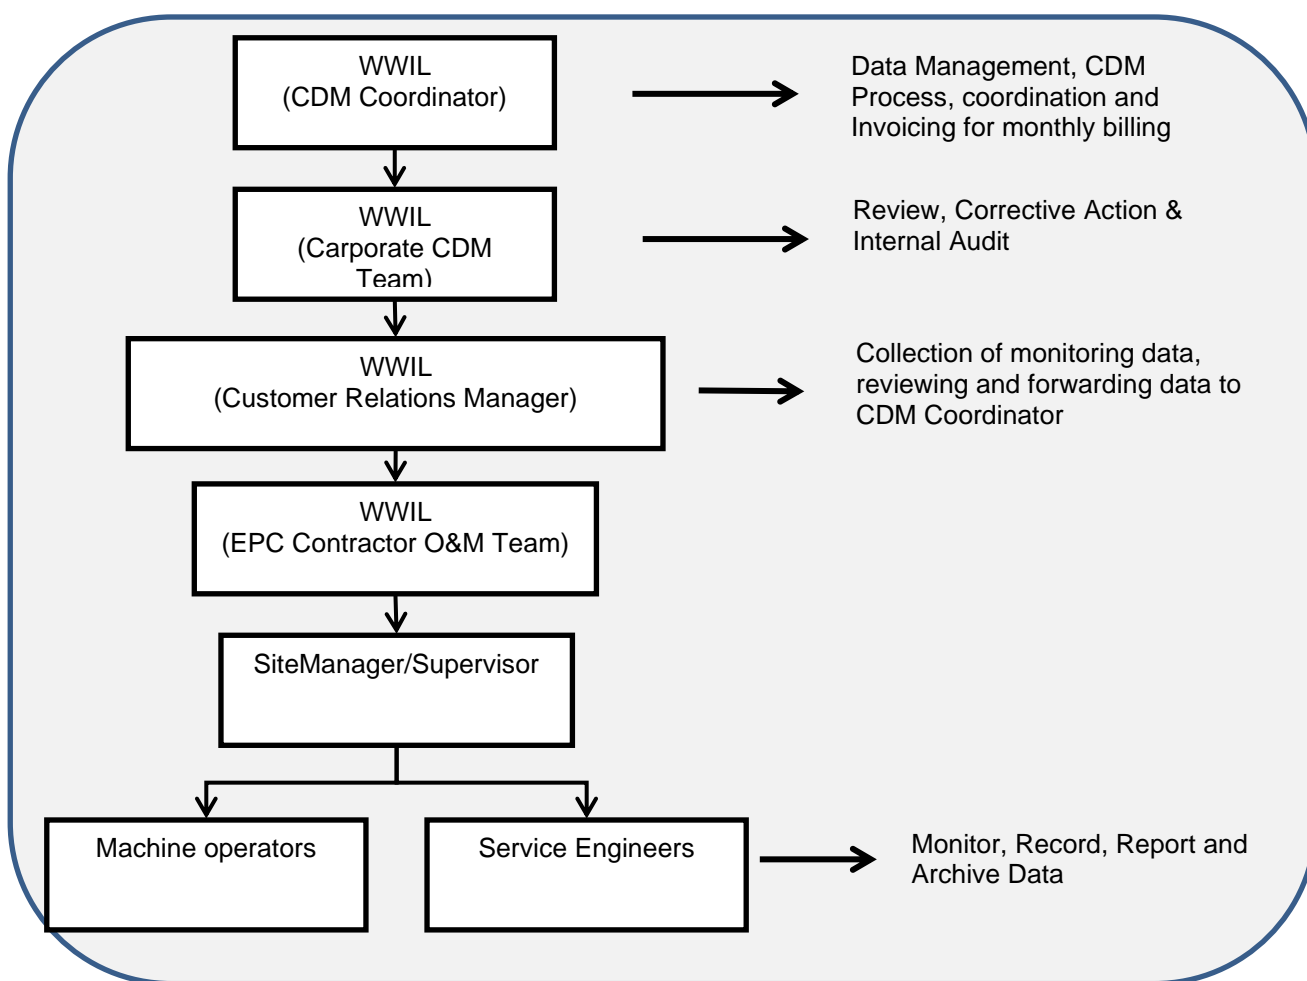 WWIL
(CDM Coordinator)
Data Management, CDM
Process, coordination and
Invoicing for monthly billing
WWIL
(Carporate CDM
Team)
Review, Corrective Action &
Internal Audit
WWIL
(Customer Relations Manager)
Collection of monitoring data,
reviewing and forwarding data to
CDM Coordinator
WWIL
(EPC Contractor O&M Team)
SiteManager/Supervisor
Machine operators
Service Engineers
Monitor, Record, Report and
Archive Data